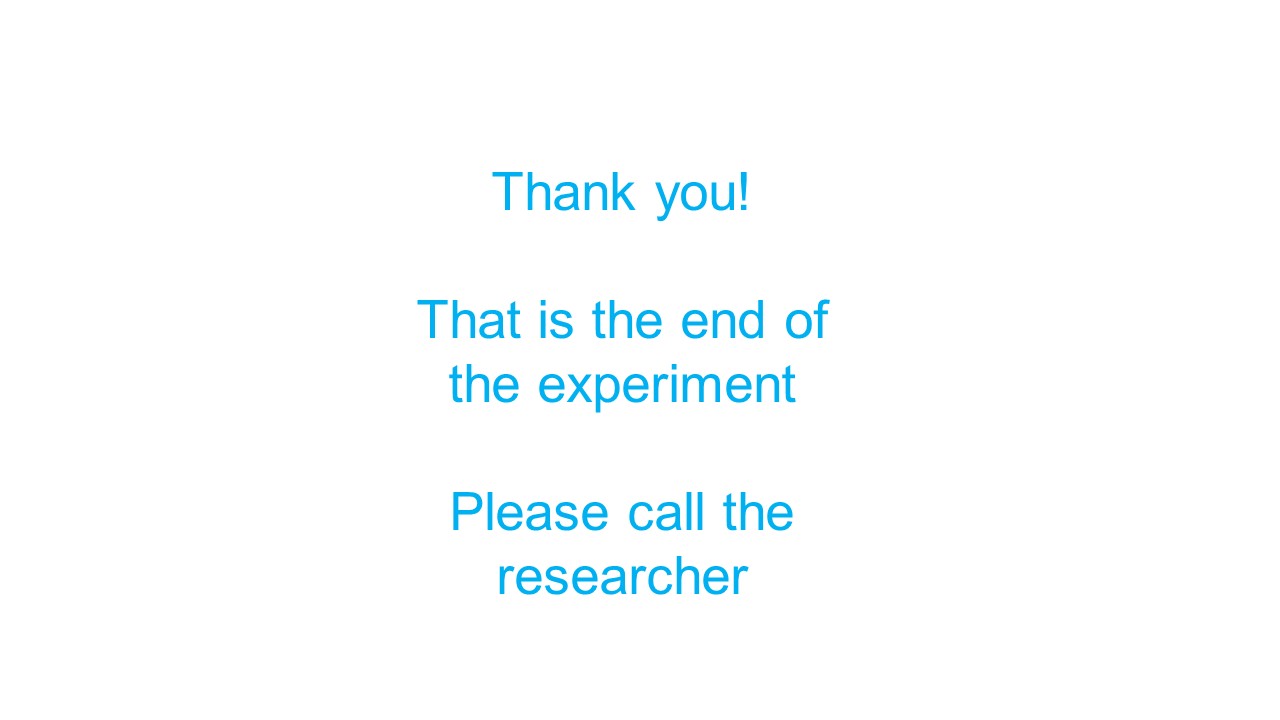 Thank you!
That is the end of
the experiment
Please call the
researcher